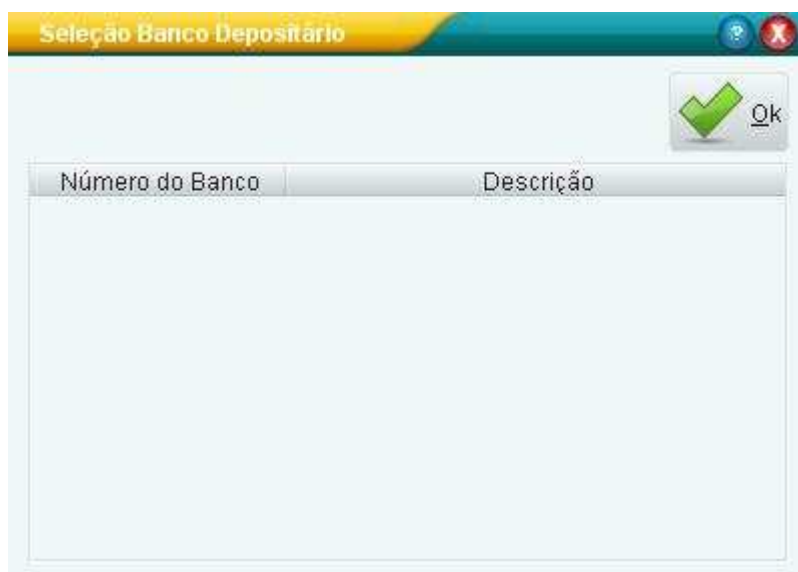 Seleção Banco Depositário
?
X
Ok
Número do Banco
Descrição